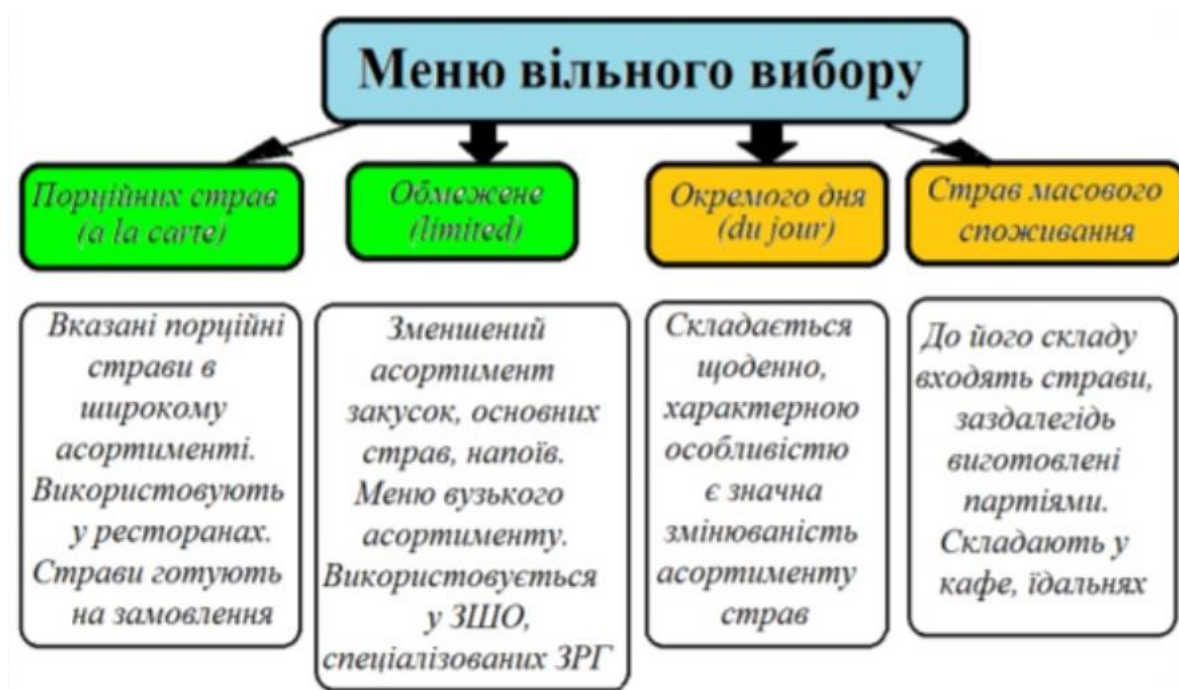 Меню вільного вибору
Порційних страв
(a la carte)
Обмежене
(limited)
Окремого дня
(du jour)
Страв масового
споживання
Вказані порційні
страви в
широкому
асортименті.
Використовують
у ресторанах.
Страви готують
на замовлення
Зменшений
асортимент
закусок, основних
страв, напоїв.
Меню вузького
асортименту.
Використовується
у ЗШО,
спеціалізованих ЗРГ
Складається
щоденно,
характерною
особливістю
є значна
змінюваність
асортименту
страв
До його складу
входять страви,
заздалегідь
виготовлені
партіями.
Складають у
кафе, їдальнях